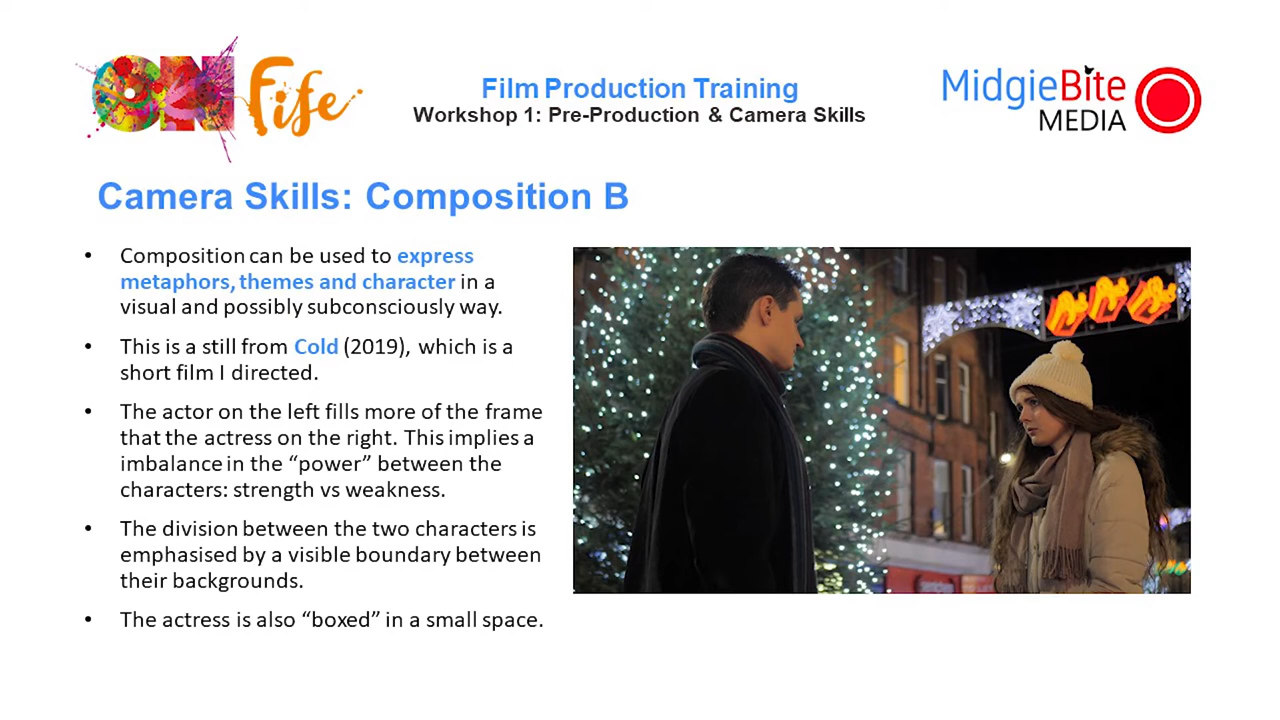 ON Fife
Film Production Training
Workshop 1: Pre-Production & Camera Skills
MidgieBite
MEDIA
Camera Skills: Composition B
• Composition can be used to express
metaphors, themes and character in a
visual and possibly subconsciously way.
• This is a still from Cold (2019), which is a
short film I directed.
• The actor on the left fills more of the frame
that the actress on the right. This implies a
imbalance in the “power” between the
characters: strength vs weakness.
• The division between the two characters is
emphasised by a visible boundary between
their backgrounds.
• The actress is also “boxed” in a small space.